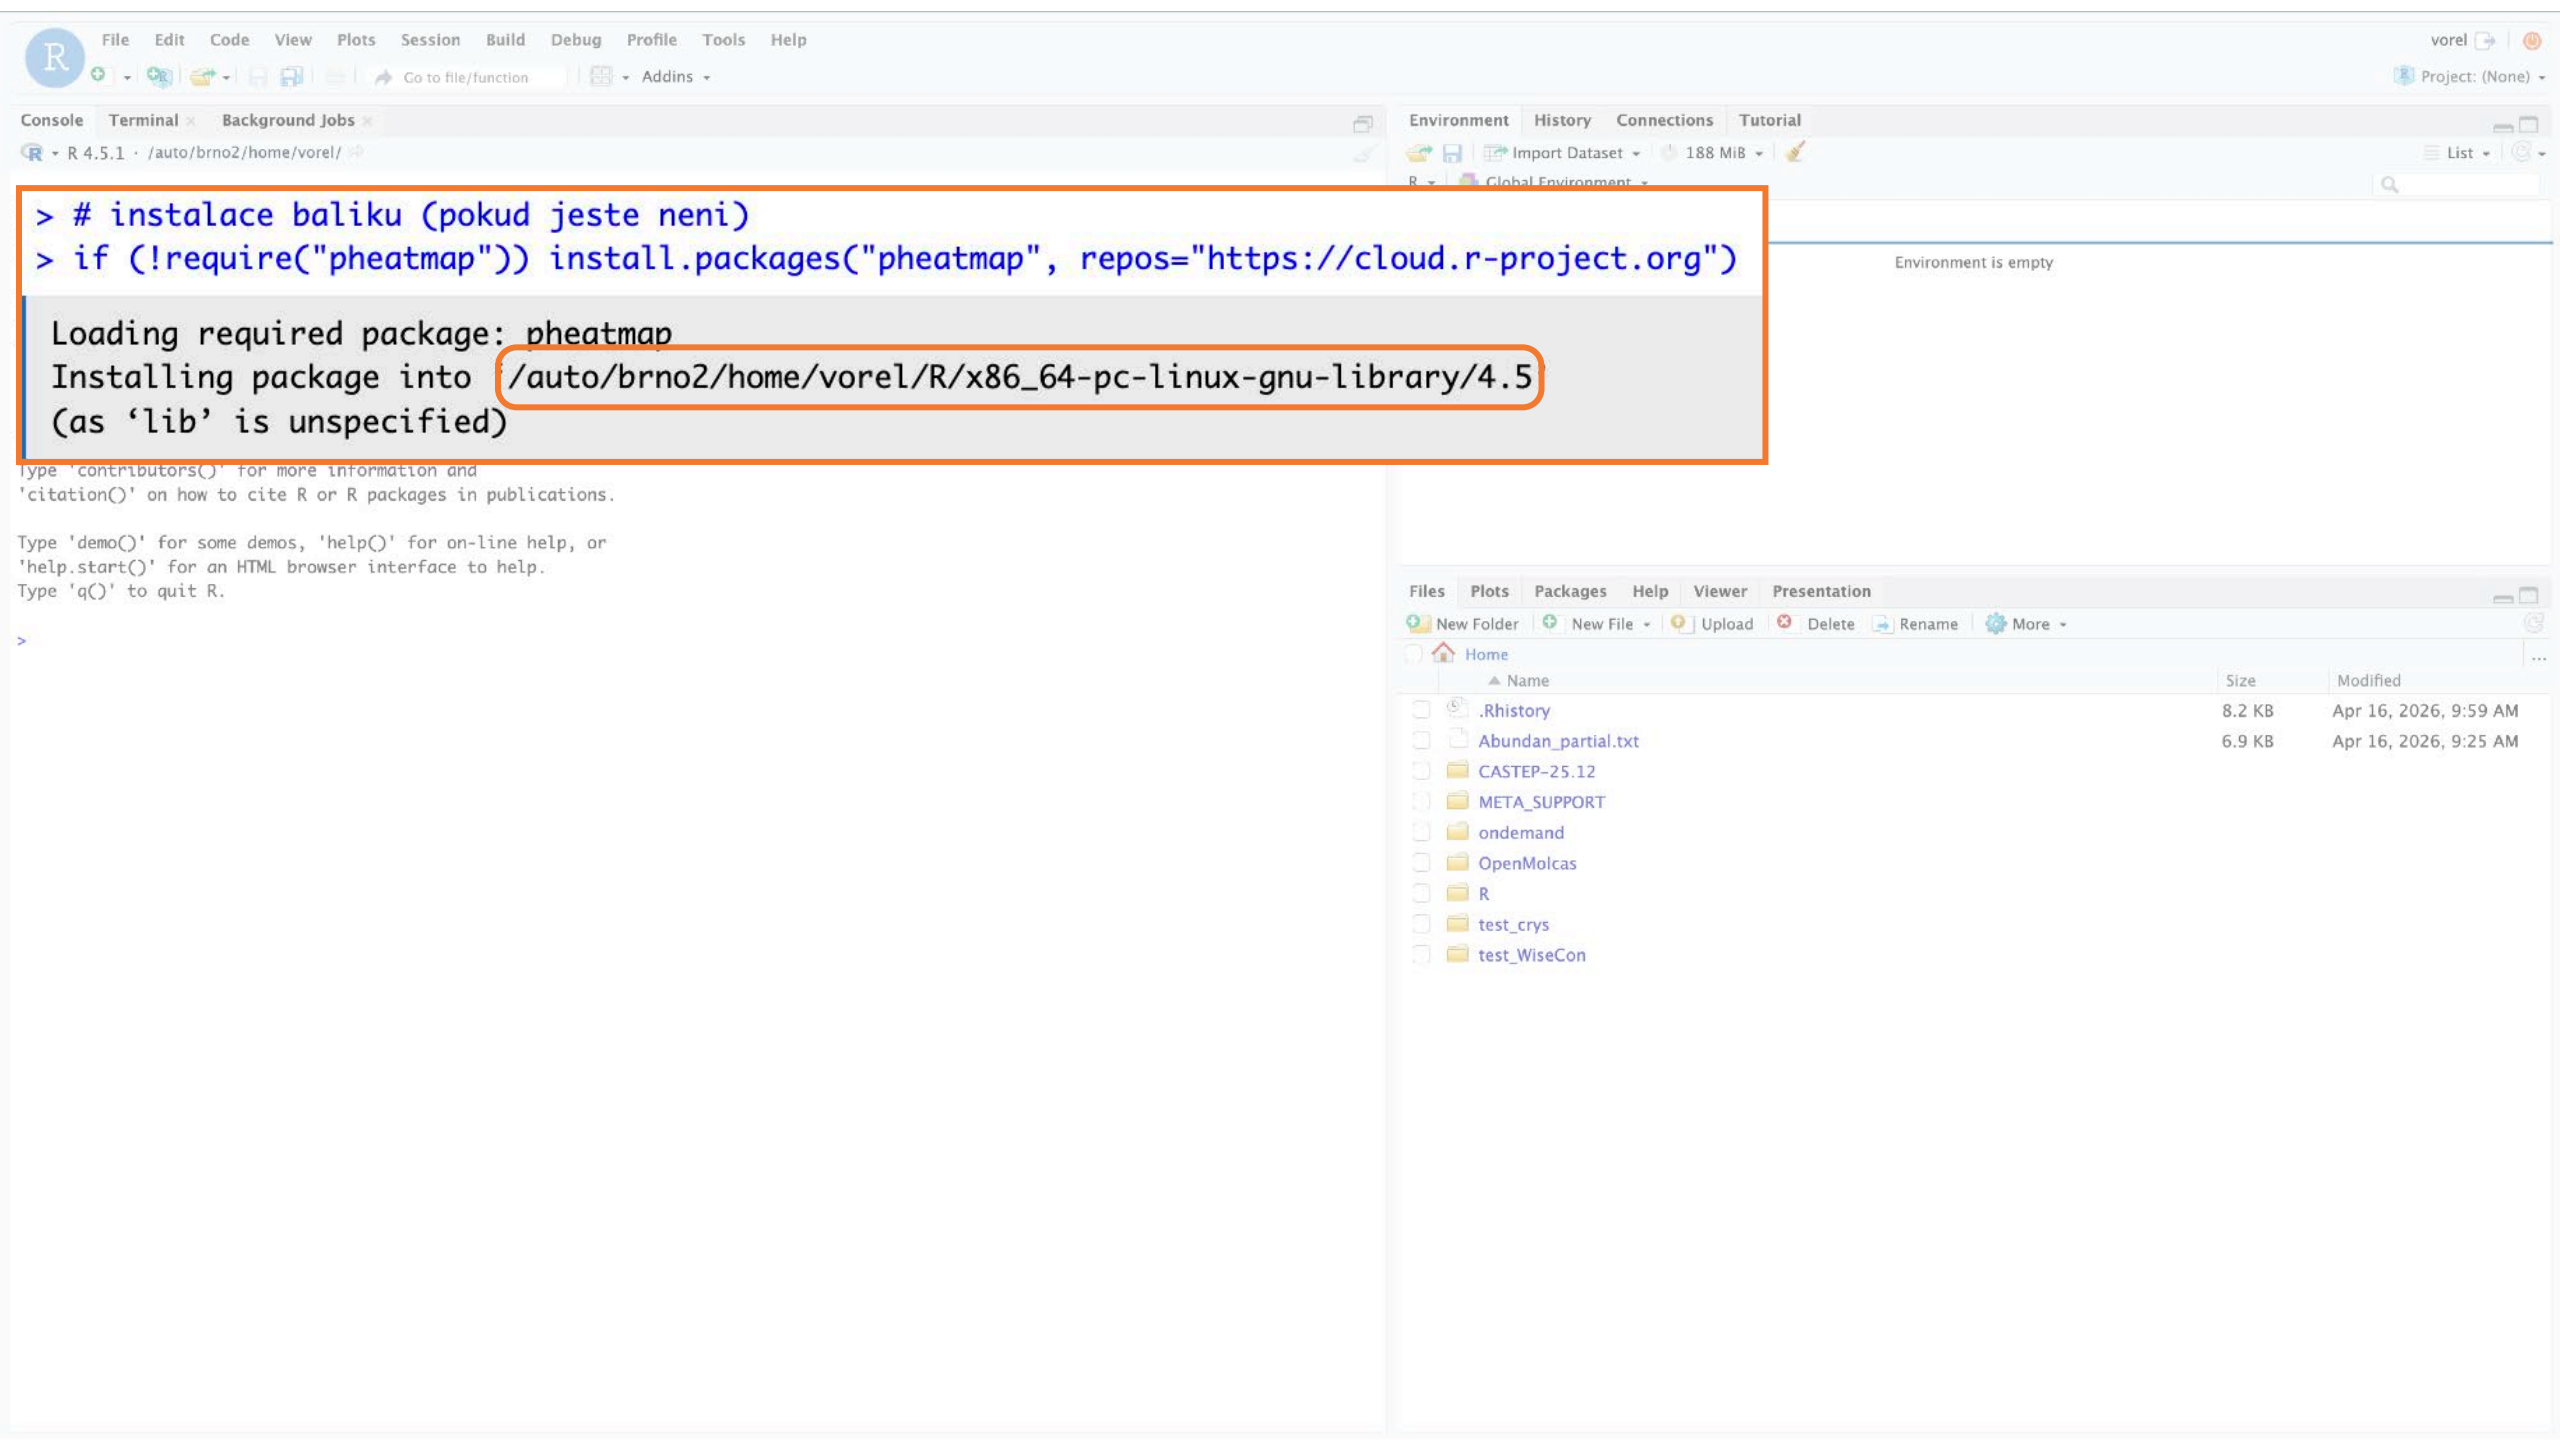 File Edit Code View Plots Session Build Debug Profile Tools Help
vorel
R
Go to file/function
Addins
Project: (None)
Console Terminal Background Jobs
R 4.5.1 · /auto/brno2/home/vorel/
> # instalace baliku (pokud jeste neni)
> if (!require("pheatmap")) install.packages("pheatmap", repos="https://cloud.r-project.org")
Loading required package: pheatmap
Installing package into ‘/auto/brno2/home/vorel/R/x86_64-pc-linux-gnu-library/4.5’
(as ‘lib’ is unspecified)
Type 'contributors()' for more information and
'citation()' on how to cite R or R packages in publications.
Type 'demo()' for some demos, 'help()' for on-line help, or
'help.start()' for an HTML browser interface to help.
Type 'q()' to quit R.
>
Environment History Connections Tutorial
Import Dataset 188 MiB
List
R Global Environment
Environment is empty
Files Plots Packages Help Viewer Presentation
New Folder New File Upload Delete Rename More
Home
...
Name Size Modified
.Rhistory 8.2 KB Apr 16, 2026, 9:59 AM
Abundan_partial.txt 6.9 KB Apr 16, 2026, 9:25 AM
CASTEP-25.12
META_SUPPORT
ondemand
OpenMolcas
R
test_crys
test_WiseCon